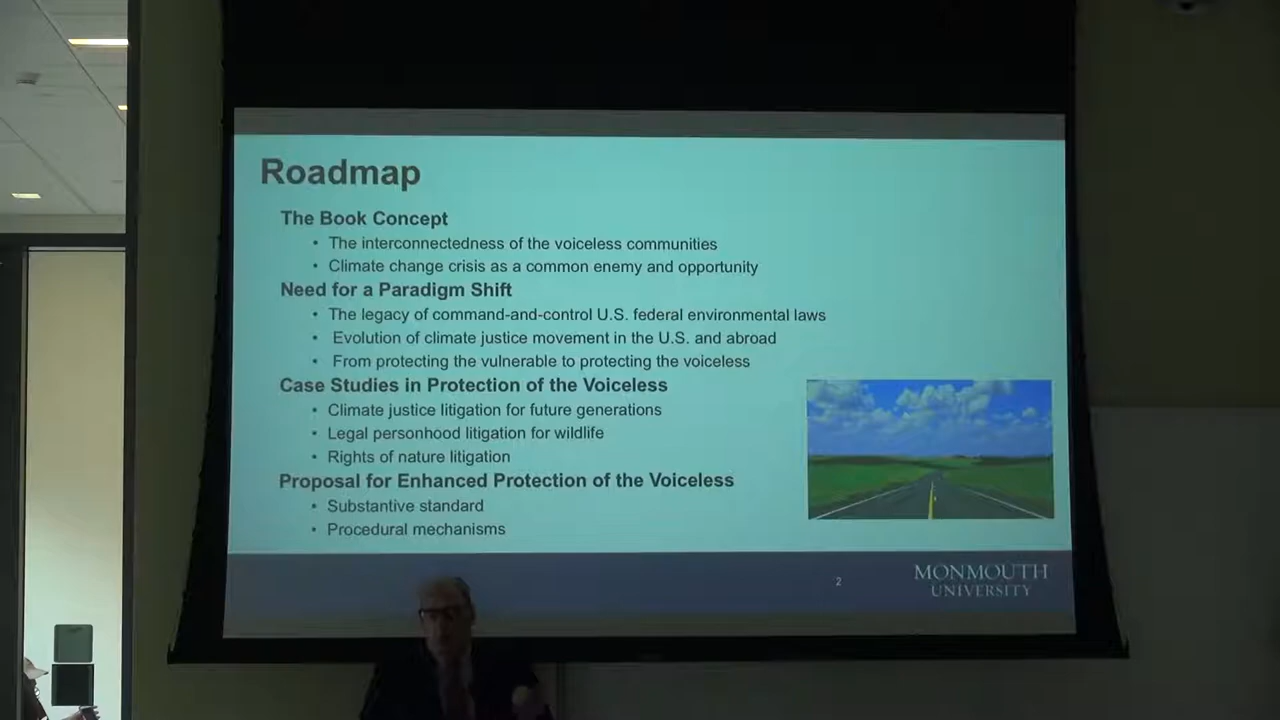 Roadmap
The Book Concept
• The interconnectedness of the voiceless communities
• Climate change crisis as a common enemy and opportunity
Need for a Paradigm Shift
• The legacy of command-and-control U.S. federal environmental laws
• Evolution of climate justice movement in the U.S. and abroad
• From protecting the vulnerable to protecting the voiceless
Case Studies in Protection of the Voiceless
• Climate justice litigation for future generations
• Legal personhood litigation for wildlife
• Rights of nature litigation
Proposal for Enhanced Protection of the Voiceless
• Substantive standard
• Procedural mechanisms
2
MONMOUTH
UNIVERSITY